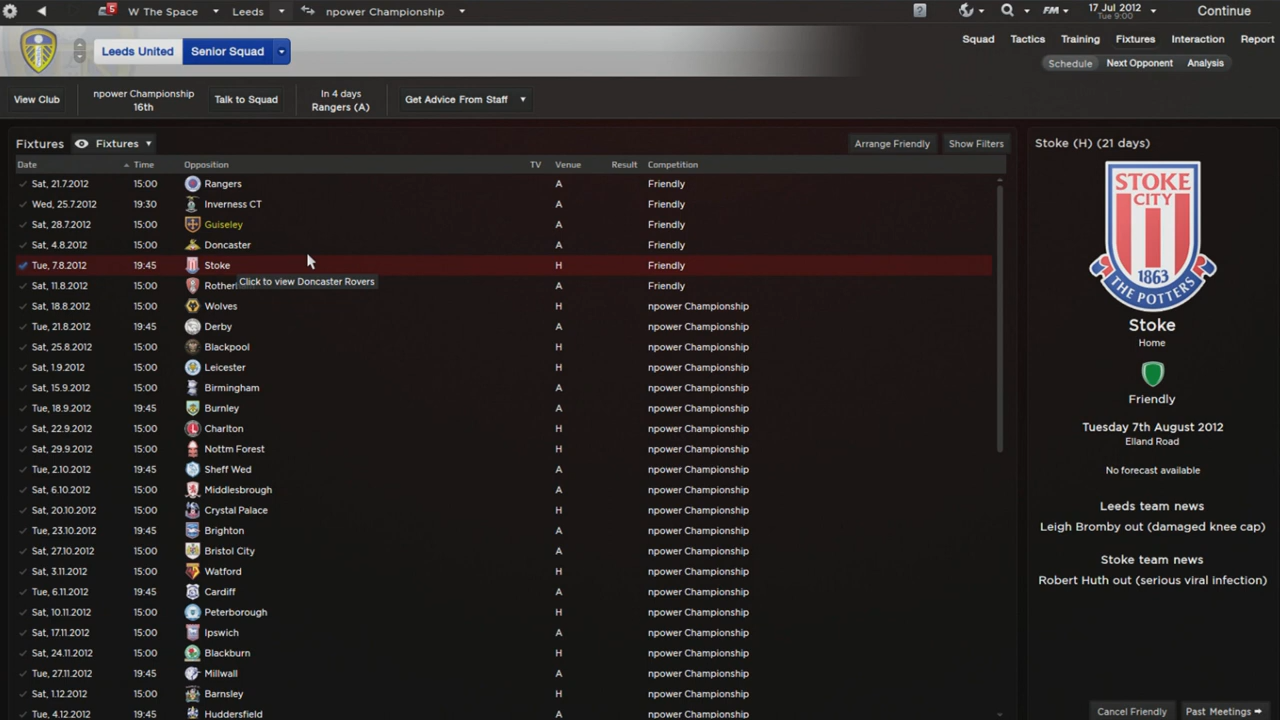 5 W The Space Leeds npower Championship ? FM 17 Jul 2012 Continue
Tue 9:00
Leeds United Senior Squad
Squad Tactics Training Fixtures Interaction Report
Schedule Next Opponent Analysis
View Club npower Championship Talk to Squad In 4 days Get Advice From Staff
16th Rangers (A)
Fixtures Fixtures Arrange Friendly Show Filters
Date Time Opposition TV Venue Result Competition
Sat, 21.7.2012 15:00 Rangers A Friendly
Wed, 25.7.2012 19:30 Inverness CT A Friendly
Sat, 28.7.2012 15:00 Guiseley A Friendly
Sat, 4.8.2012 15:00 Doncaster A Friendly
Tue, 7.8.2012 19:45 Stoke H Friendly
Click to view Doncaster Rovers
Sat, 11.8.2012 15:00 Rother A Friendly
Sat, 18.8.2012 15:00 Wolves H npower Championship
Tue, 21.8.2012 19:45 Derby A npower Championship
Sat, 25.8.2012 15:00 Blackpool H npower Championship
Sat, 1.9.2012 15:00 Leicester H npower Championship
Sat, 15.9.2012 15:00 Birmingham A npower Championship
Tue, 18.9.2012 19:45 Burnley A npower Championship
Sat, 22.9.2012 15:00 Charlton H npower Championship
Sat, 29.9.2012 15:00 Nottm Forest H npower Championship
Tue, 2.10.2012 19:45 Sheff Wed A npower Championship
Sat, 6.10.2012 15:00 Middlesbrough A npower Championship
Sat, 20.10.2012 15:00 Crystal Palace H npower Championship
Tue, 23.10.2012 19:45 Brighton A npower Championship
Sat, 27.10.2012 15:00 Bristol City A npower Championship
Sat, 3.11.2012 15:00 Watford H npower Championship
Tue, 6.11.2012 19:45 Cardiff A npower Championship
Sat, 10.11.2012 15:00 Peterborough H npower Championship
Sat, 17.11.2012 15:00 Ipswich A npower Championship
Sat, 24.11.2012 15:00 Blackburn H npower Championship
Tue, 27.11.2012 19:45 Millwall A npower Championship
Sat, 1.12.2012 15:00 Barnsley H npower Championship
Tue, 4.12.2012 19:45 Huddersfield A npower Championship
Stoke (H) (21 days)
STOKE
CITY
1863
THE POTTERS
Stoke
Home
Friendly
Tuesday 7th August 2012
Elland Road
No forecast available
Leeds team news
Leigh Bromby out (damaged knee cap)
Stoke team news
Robert Huth out (serious viral infection)
Cancel Friendly Past Meetings